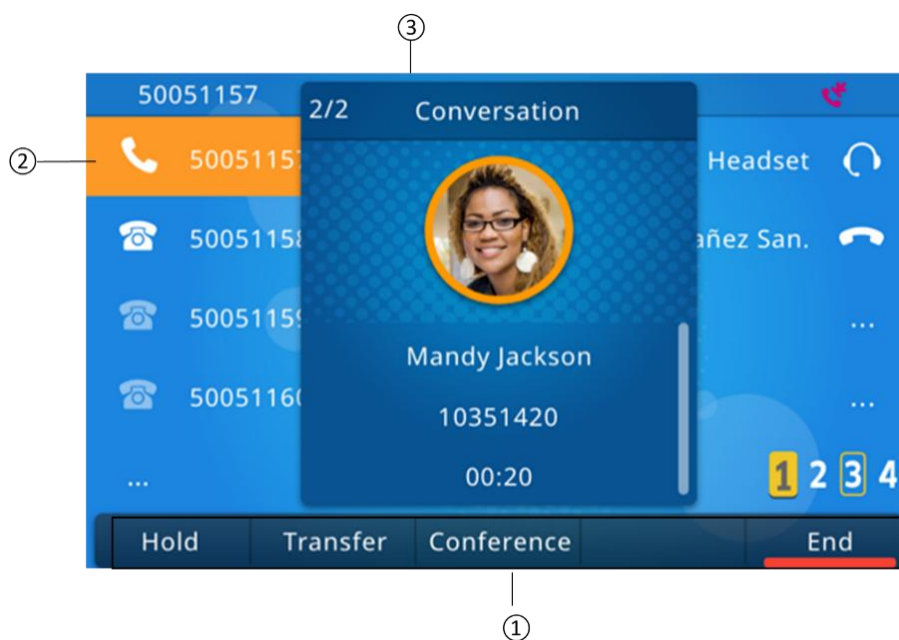 ③
50051157
2/2 Conversation
② 50051157 Headset
50051158 añez San.
50051159 ...
Mandy Jackson
50051160 ...
10351420
... 00:20 1 2 3 4
Hold Transfer Conference End
①